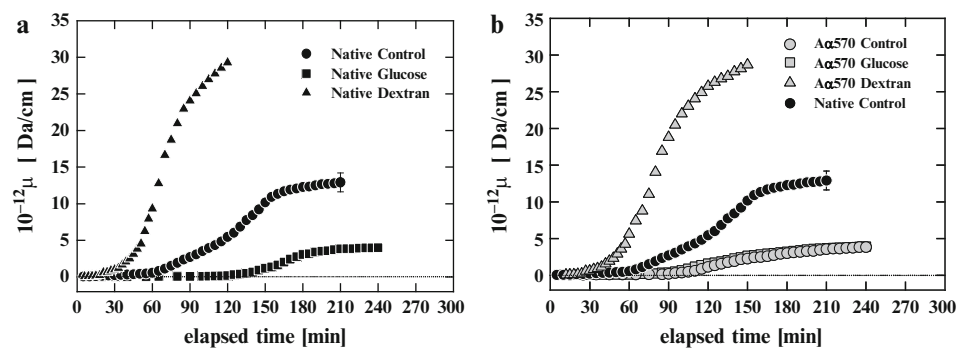 a
35
30
25
20
15
10
5
0
10⁻¹²μ [ Da/cm]
Native Control
Native Glucose
Native Dextran
0 30 60 90 120 150 180 210 240 270 300
elapsed time [min]
b
35
30
25
20
15
10
5
0
10⁻¹²μ [ Da/cm]
Aα570 Control
Aα570 Glucose
Aα570 Dextran
Native Control
0 30 60 90 120 150 180 210 240 270 300
elapsed time [min]